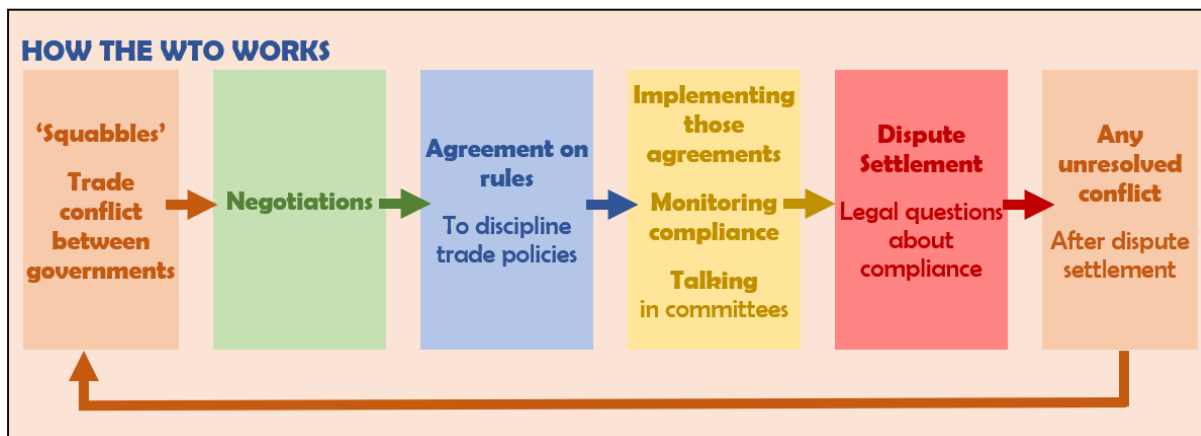 HOW THE WTO WORKS
‘Squabbles’
Trade
conflict
between
governments
Negotiations
Agreement on
rules
To discipline
trade policies
Implementing
those
agreements
Monitoring
compliance
Talking
in committees
Dispute
Settlement
Legal questions
about
compliance
Any
unresolved
conflict
After dispute
settlement